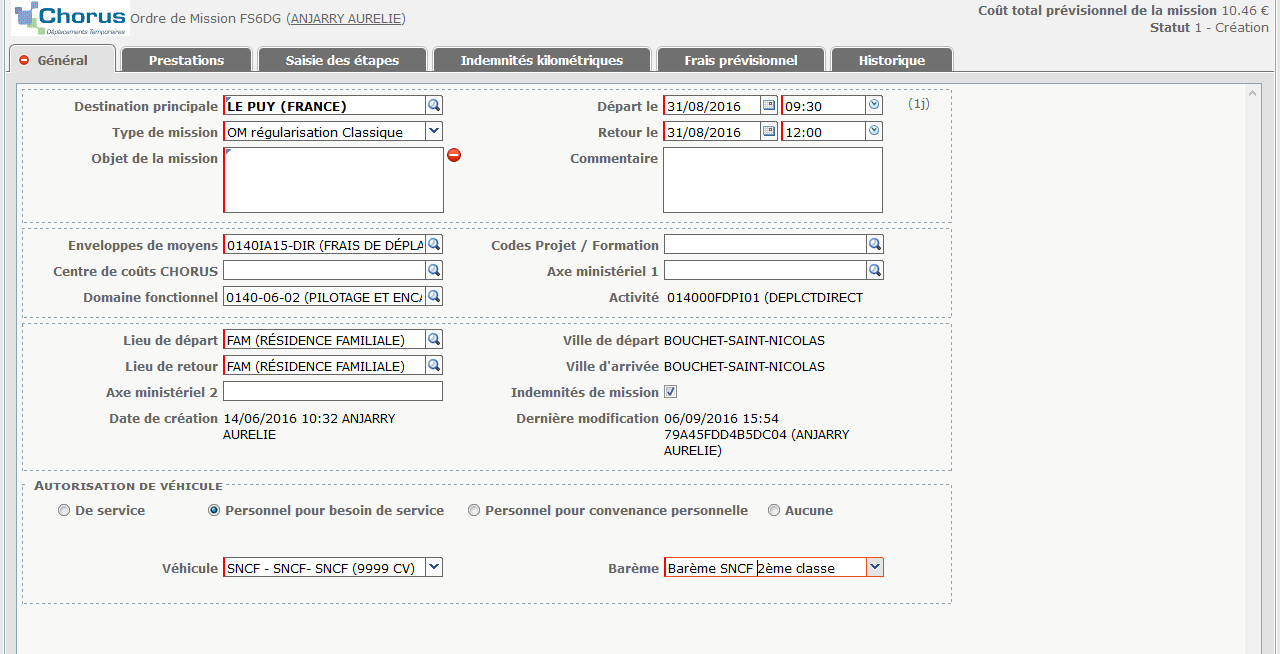 Chorus
Déplacements Temporaires
Ordre de Mission FS6DG (ANJARRY AURELIE)
Coût total prévisionnel de la mission 10.46 €
Statut 1 - Création
Général
Prestations
Saisie des étapes
Indemnités kilométriques
Frais prévisionnel
Historique
Destination principale LE PUY (FRANCE)
Départ le 31/08/2016 09:30 (1j)
Type de mission OM régularisation Classique
Retour le 31/08/2016 12:00
Objet de la mission
Commentaire
Enveloppes de moyens 0140IA15-DIR (FRAIS DE DÉPLA
Codes Projet / Formation
Centre de coûts CHORUS
Axe ministériel 1
Domaine fonctionnel 0140-06-02 (PILOTAGE ET ENCA
Activité 014000FDPI01 (DEPLCTDIRECT
Lieu de départ FAM (RÉSIDENCE FAMILIALE)
Ville de départ BOUCHET-SAINT-NICOLAS
Lieu de retour FAM (RÉSIDENCE FAMILIALE)
Ville d'arrivée BOUCHET-SAINT-NICOLAS
Axe ministériel 2
Indemnités de mission
Date de création 14/06/2016 10:32 ANJARRY
AURELIE
Dernière modification 06/09/2016 15:54
79A45FDD4B5DC04 (ANJARRY
AURELIE)
AUTORISATION DE VÉHICULE
De service
Personnel pour besoin de service
Personnel pour convenance personnelle
Aucune
Véhicule SNCF - SNCF- SNCF (9999 CV)
Barème Barème SNCF 2ème classe